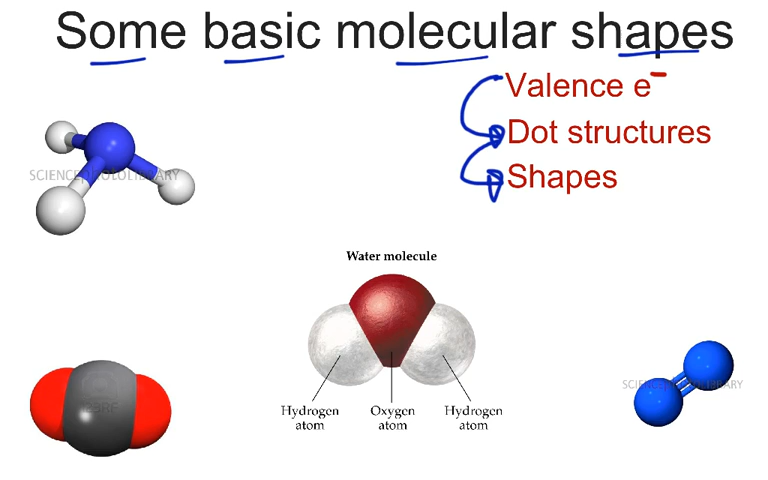 Some basic molecular shapes
Valence e⁻
Dot structures
Shapes
Water molecule
Hydrogen atom
Oxygen atom
Hydrogen atom